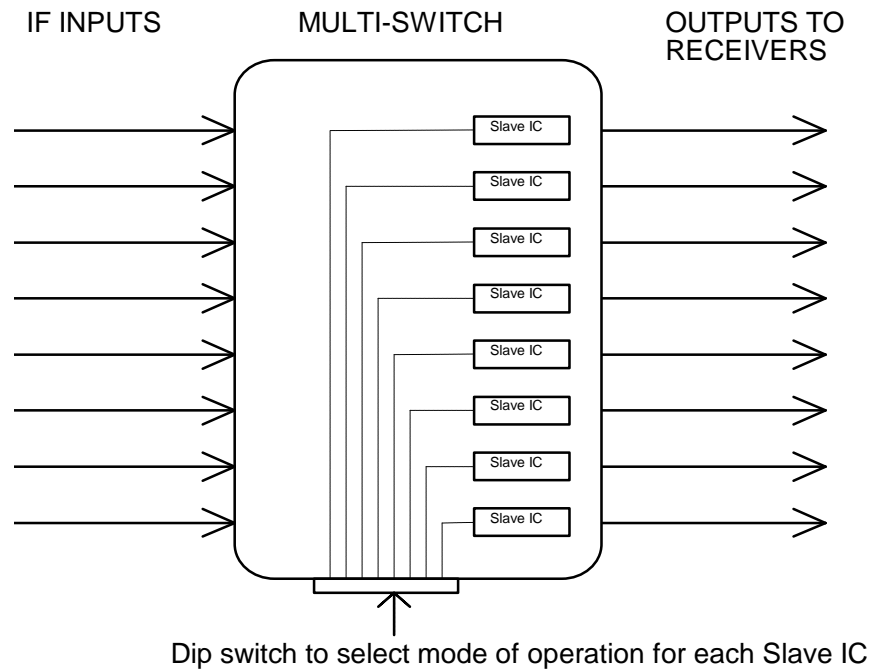 IF INPUTS
MULTI-SWITCH
OUTPUTS TO
RECEIVERS
Slave IC
Slave IC
Slave IC
Slave IC
Slave IC
Slave IC
Slave IC
Slave IC
Dip switch to select mode of operation for each Slave IC